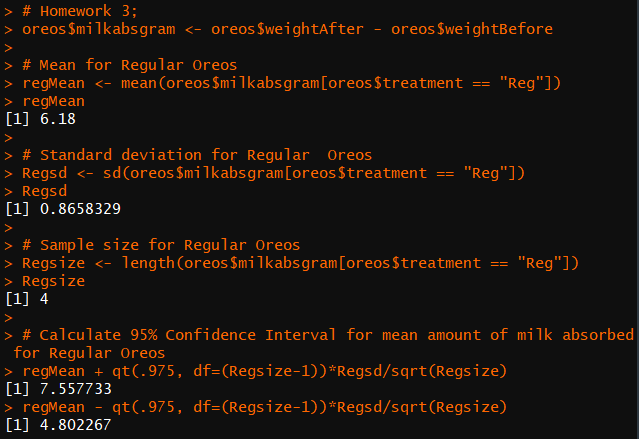 > # Homework 3;
> oreos$milkabsgram <- oreos$weightAfter - oreos$weightBefore
>
> # Mean for Regular Oreos
> regMean <- mean(oreos$milkabsgram[oreos$treatment == "Reg"])
> regMean
[1] 6.18
>
> # Standard deviation for Regular  Oreos
> Regsd <- sd(oreos$milkabsgram[oreos$treatment == "Reg"])
> Regsd
[1] 0.8658329
>
> # Sample size for Regular Oreos
> Regsize <- length(oreos$milkabsgram[oreos$treatment == "Reg"])
> Regsize
[1] 4
>
> # Calculate 95% Confidence Interval for mean amount of milk absorbed
for Regular Oreos
> regMean + qt(.975, df=(Regsize-1))*Regsd/sqrt(Regsize)
[1] 7.557733
> regMean - qt(.975, df=(Regsize-1))*Regsd/sqrt(Regsize)
[1] 4.802267